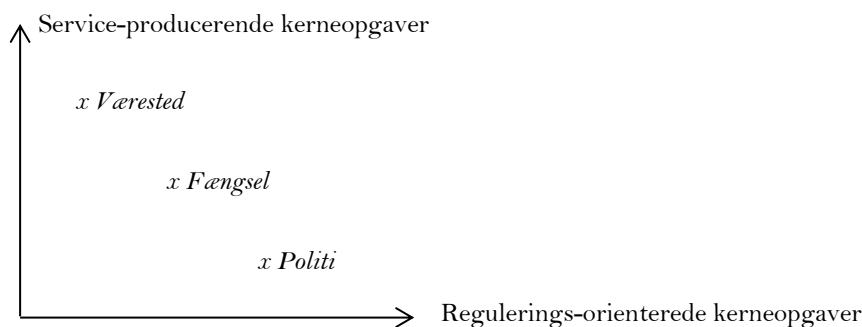 Service-producerende kerneopgaver
x Værested
x Fængsel
x Politi
Regulerings-orienterede kerneopgaver